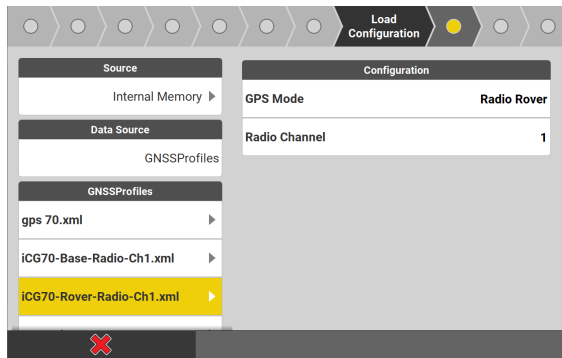 Load
Configuration
Source
Internal Memory
Data Source
GNSSProfiles
GNSSProfiles
gps 70.xml
iCG70-Base-Radio-Ch1.xml
iCG70-Rover-Radio-Ch1.xml
Configuration
GPS Mode Radio Rover
Radio Channel 1